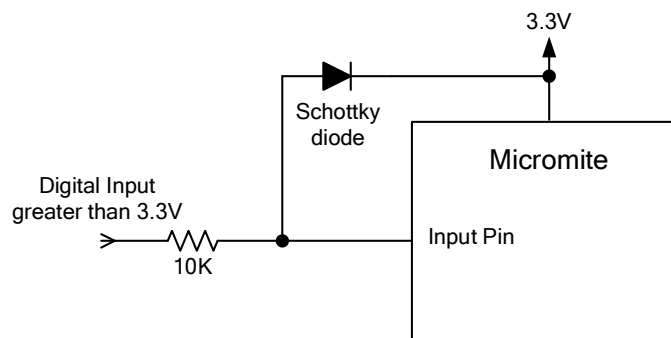 3.3V
Schottky
diode
Micromite
Digital Input
greater than 3.3V
Input Pin
10K